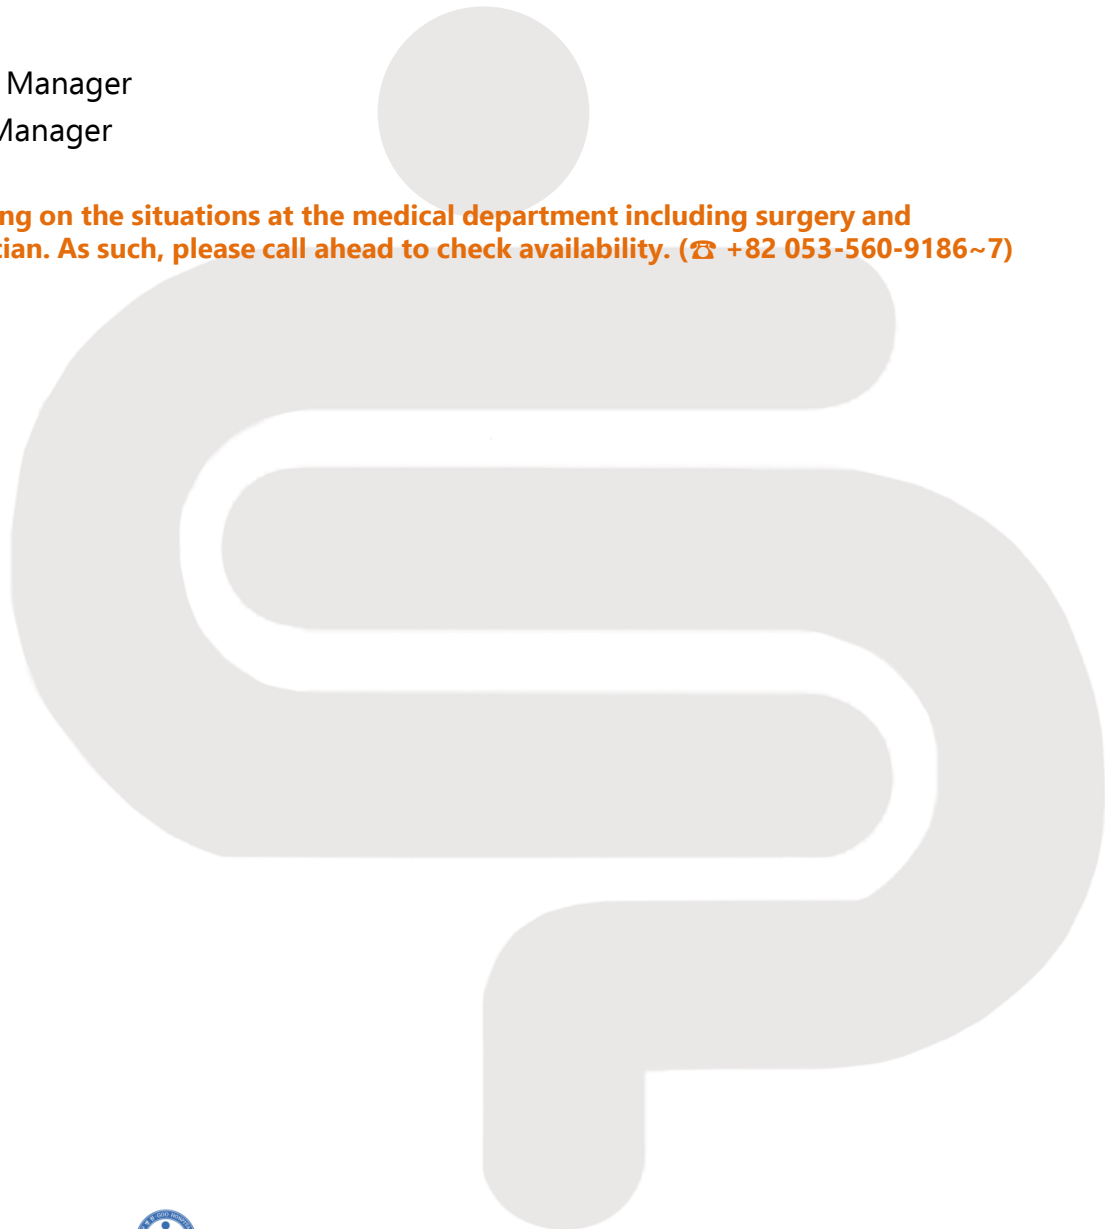 Manager
Manager
ng on the situations at the medical department including surgery and
cian. As such, please call ahead to check availability. (☎ +82 053-560-9186~7)